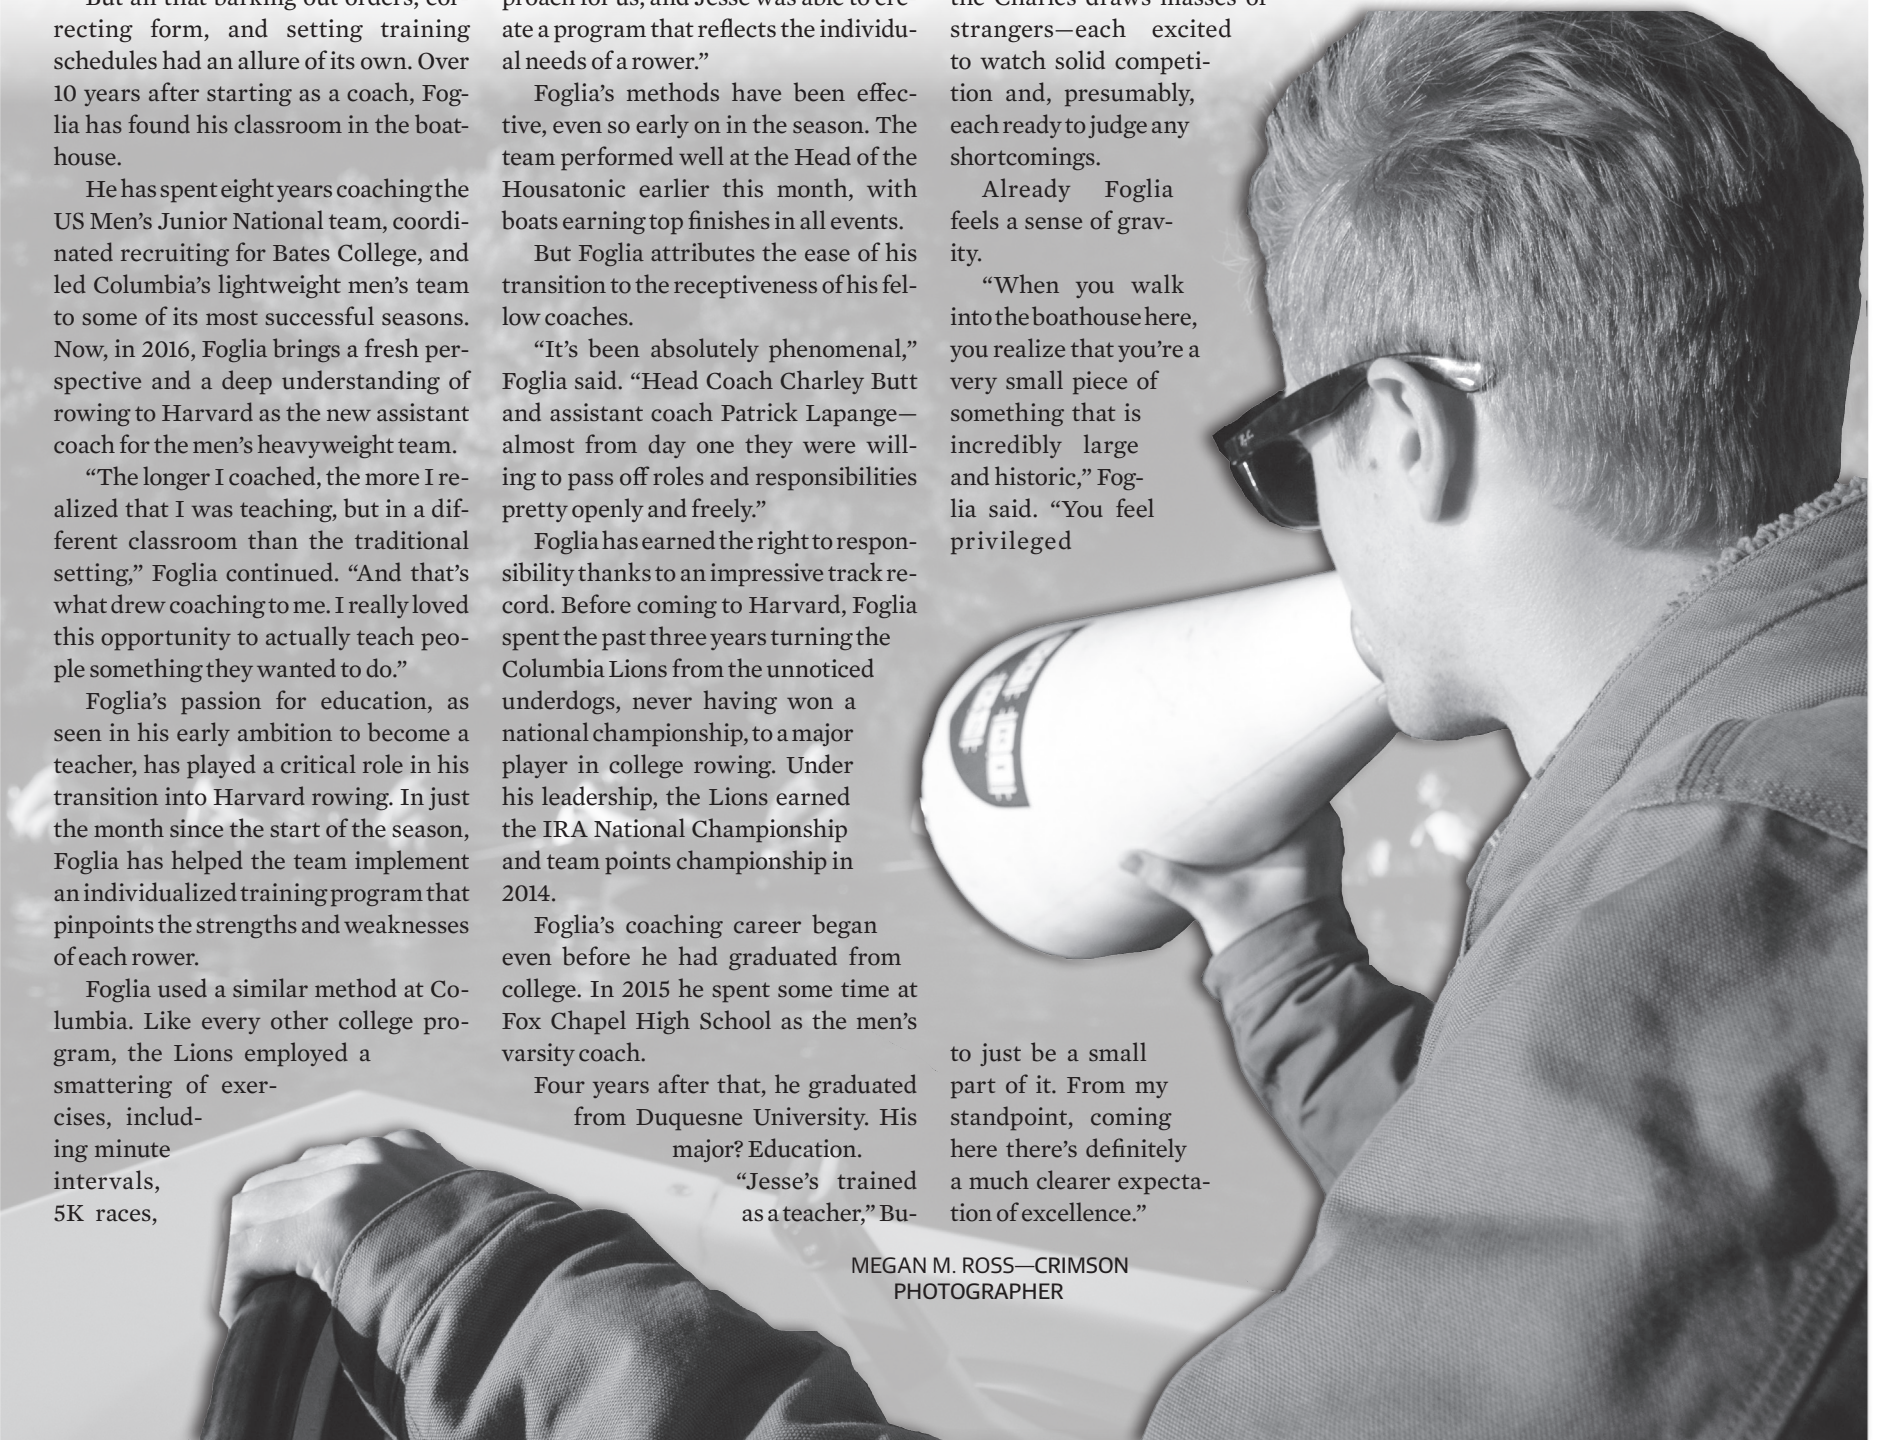 But all that barking out orders, cor-
recting form, and setting training
schedules had an allure of its own. Over
10 years after starting as a coach, Fog-
lia has found his classroom in the boat-
house.
He has spent eight years coaching the
US Men’s Junior National team, coordi-
nated recruiting for Bates College, and
led Columbia’s lightweight men’s team
to some of its most successful seasons.
Now, in 2016, Foglia brings a fresh per-
spective and a deep understanding of
rowing to Harvard as the new assistant
coach for the men’s heavyweight team.
“The longer I coached, the more I re-
alized that I was teaching, but in a dif-
ferent classroom than the traditional
setting,” Foglia continued. “And that’s
what drew coaching to me. I really loved
this opportunity to actually teach peo-
ple something they wanted to do.”
Foglia’s passion for education, as
seen in his early ambition to become a
teacher, has played a critical role in his
transition into Harvard rowing. In just
the month since the start of the season,
Foglia has helped the team implement
an individualized training program that
pinpoints the strengths and weaknesses
of each rower.
Foglia used a similar method at Co-
lumbia. Like every other college pro-
gram, the Lions employed a
smattering of exer-
cises, includ-
ing minute
intervals,
5K races,
proach for us, and Jesse was able to cre-
ate a program that reflects the individu-
al needs of a rower.”
Foglia’s methods have been effec-
tive, even so early on in the season. The
team performed well at the Head of the
Housatonic earlier this month, with
boats earning top finishes in all events.
But Foglia attributes the ease of his
transition to the receptiveness of his fel-
low coaches.
“It’s been absolutely phenomenal,”
Foglia said. “Head Coach Charley Butt
and assistant coach Patrick Lapange—
almost from day one they were will-
ing to pass off roles and responsibilities
pretty openly and freely.”
Foglia has earned the right to respon-
sibility thanks to an impressive track re-
cord. Before coming to Harvard, Foglia
spent the past three years turning the
Columbia Lions from the unnoticed
underdogs, never having won a
national championship, to a major
player in college rowing. Under
his leadership, the Lions earned
the IRA National Championship
and team points championship in
2014.
Foglia’s coaching career began
even before he had graduated from
college. In 2015 he spent some time at
Fox Chapel High School as the men’s
varsity coach.
Four years after that, he graduated
from Duquesne University. His
major? Education.
“Jesse’s trained
as a teacher,” Bu-
the Charles draws masses of
strangers—each excited
to watch solid competi-
tion and, presumably,
each ready to judge any
shortcomings.
Already Foglia
feels a sense of grav-
ity.
“When you walk
into the boathouse here,
you realize that you’re a
very small piece of
something that is
incredibly large
and historic,” Fog-
lia said. “You feel
privileged
to just be a small
part of it. From my
standpoint, coming
here there’s definitely
a much clearer expecta-
tion of excellence.”
MEGAN M. ROSS—CRIMSON
PHOTOGRAPHER